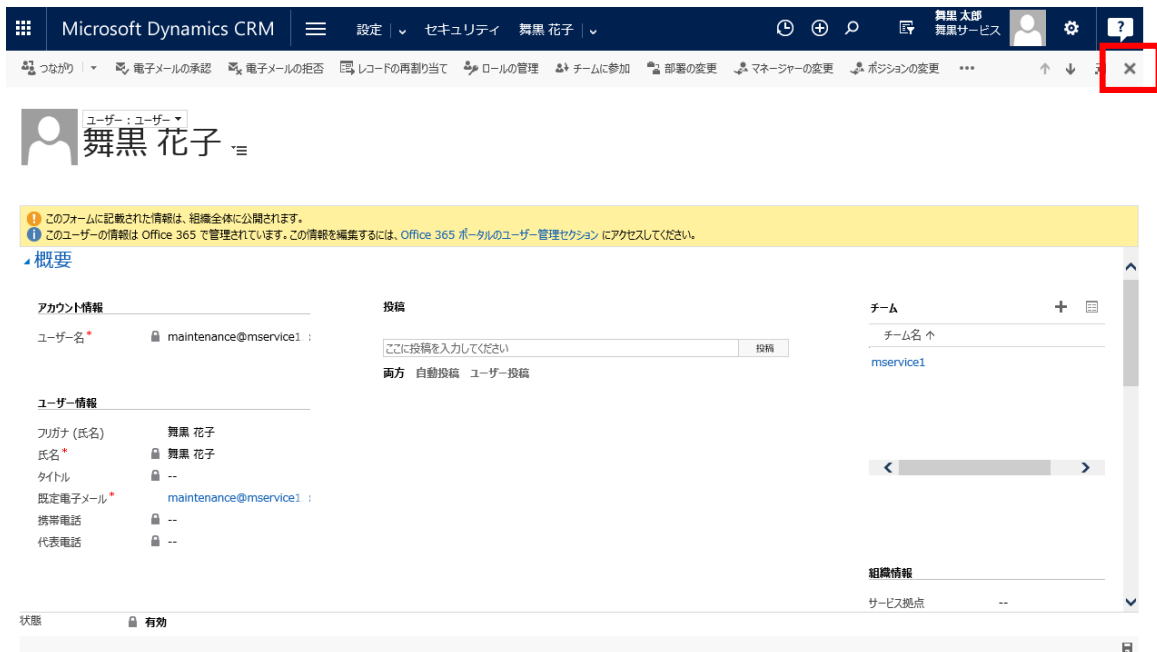 Microsoft Dynamics CRM 設定 セキュリティ 舞黒 花子 舞黒 太郎
舞黒サービス
つながり 電子メールの承認 電子メールの拒否 レコードの再割り当て ロールの管理 チームに参加 部署の変更 マネージャーの変更 ポジションの変更 •••
ユーザー : ユーザー
舞黒 花子
このフォームに記載された情報は、組織全体に公開されます。
このユーザーの情報は Office 365 で管理されています。この情報を編集するには、Office 365 ポータルのユーザー管理セクション にアクセスしてください。
概要
アカウント情報
ユーザー名* maintenance@mservice1
ユーザー情報
フリガナ (氏名) 舞黒 花子
氏名* 舞黒 花子
タイトル --
既定電子メール* maintenance@mservice1
携帯電話 --
代表電話 --
投稿
ここに投稿を入力してください 投稿
両方 自動投稿 ユーザー投稿
チーム
チーム名
mservice1
組織情報
サービス拠点 --
状態 有効